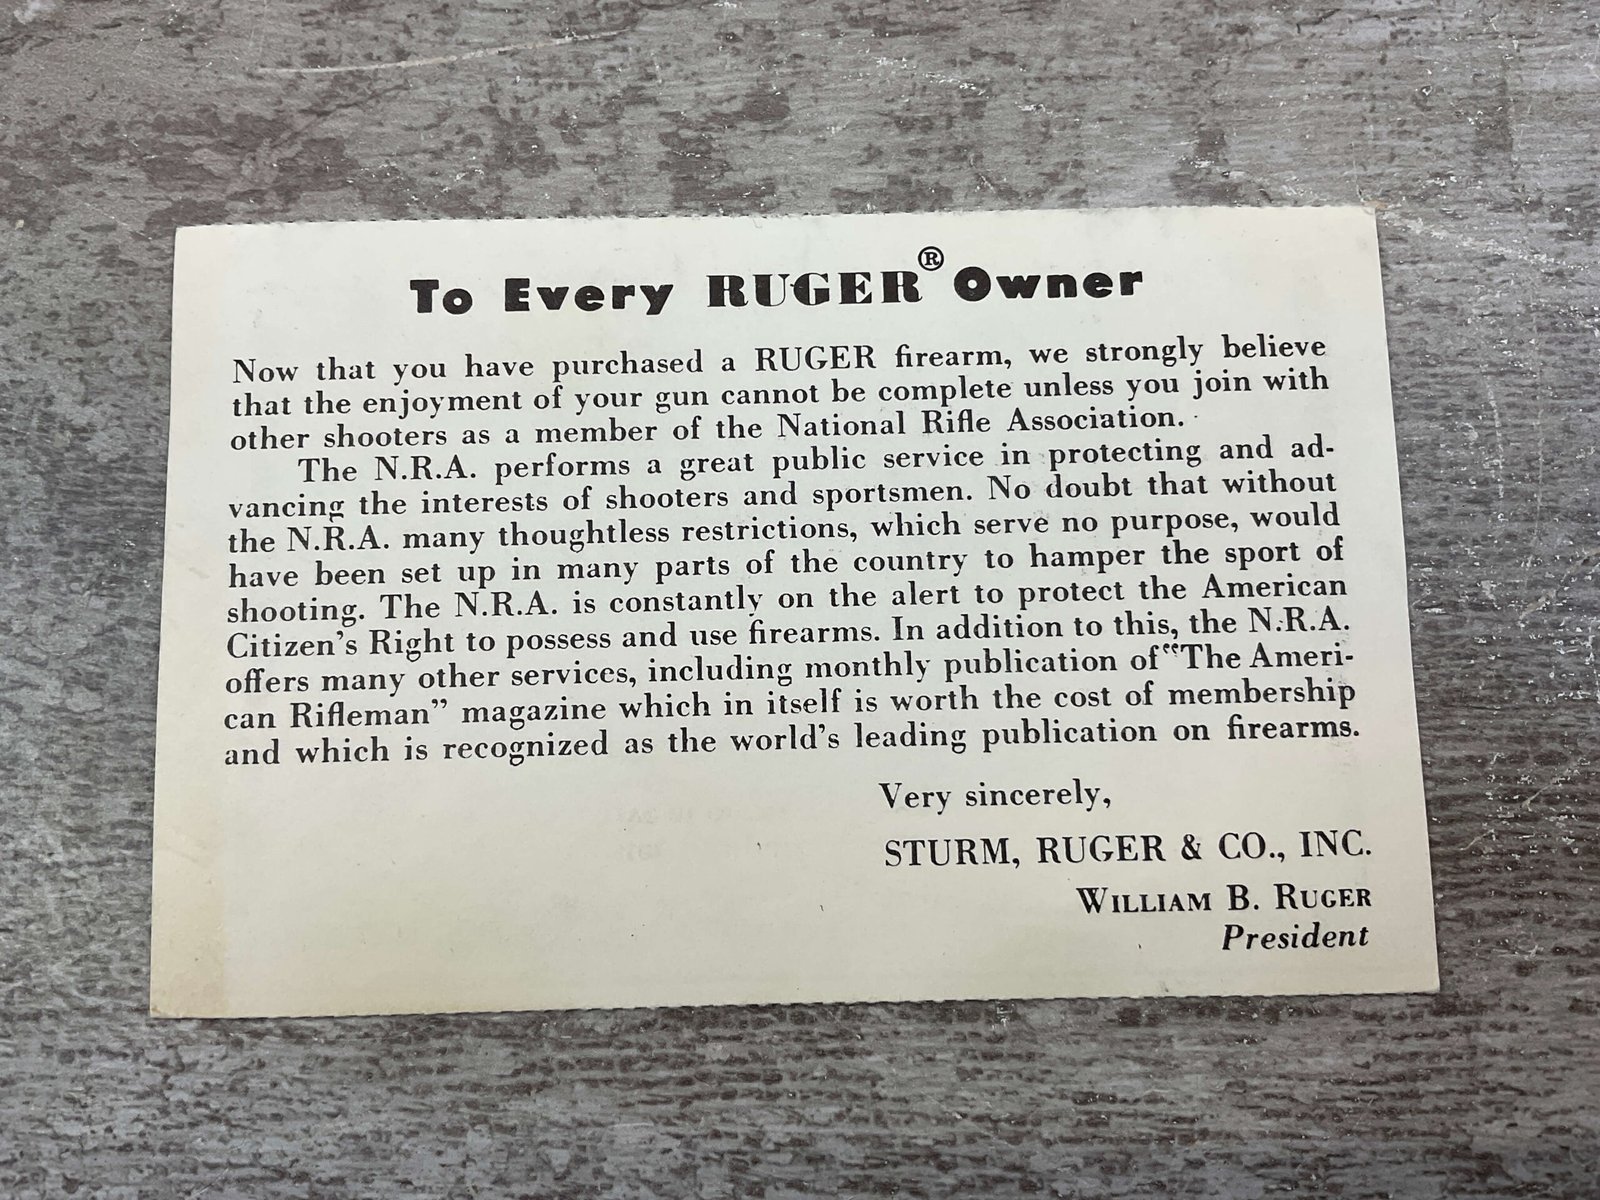 To Every RUGER® Owner
Now that you have purchased a RUGER firearm, we strongly believe
that the enjoyment of your gun cannot be complete unless you join with
other shooters as a member of the National Rifle Association.
The N.R.A. performs a great public service in protecting and ad-
vancing the interests of shooters and sportsmen. No doubt that without
the N.R.A. many thoughtless restrictions, which serve no purpose, would
have been set up in many parts of the country to hamper the sport of
shooting. The N.R.A. is constantly on the alert to protect the American
Citizen's Right to possess and use firearms. In addition to this, the N.R.A.
offers many other services, including monthly publication of "The Ameri-
can Rifleman" magazine which in itself is worth the cost of membership
and which is recognized as the world's leading publication on firearms.
Very sincerely,
STURM, RUGER & CO., INC.
WILLIAM B. RUGER
President